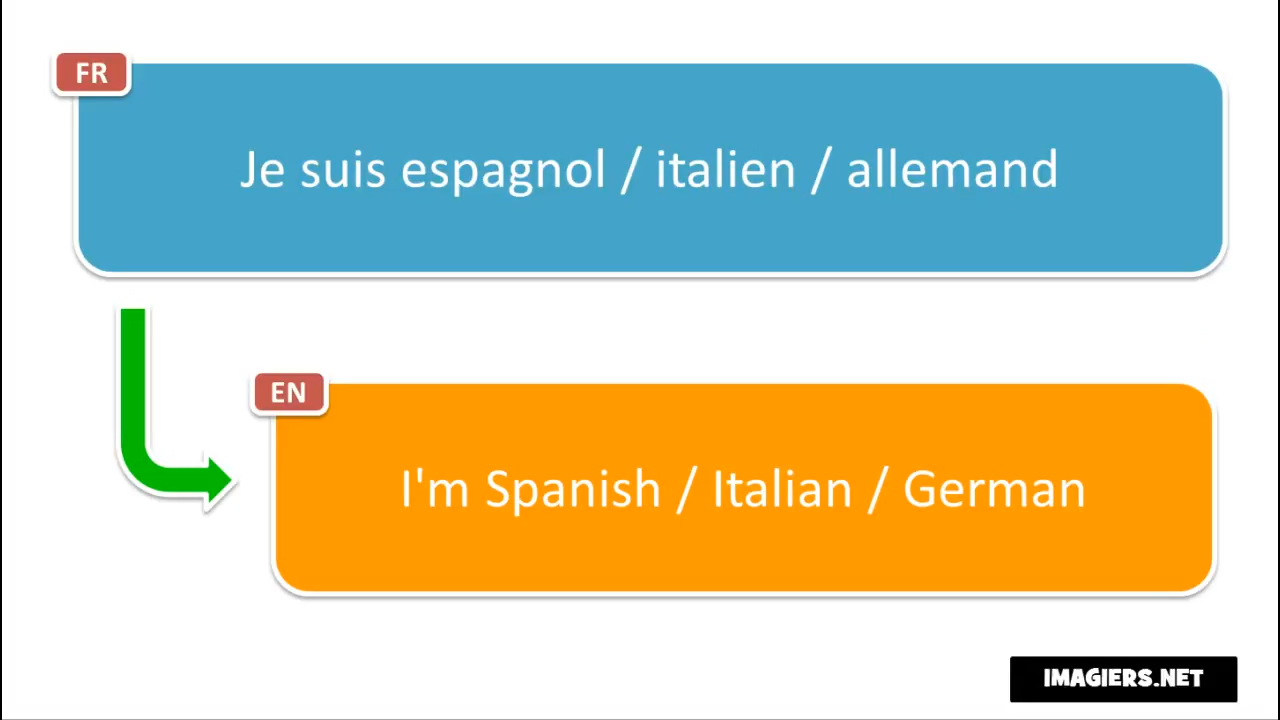 FR
Je suis espagnol / italien / allemand
EN
I'm Spanish / Italian / German
IMAGIERS.NET